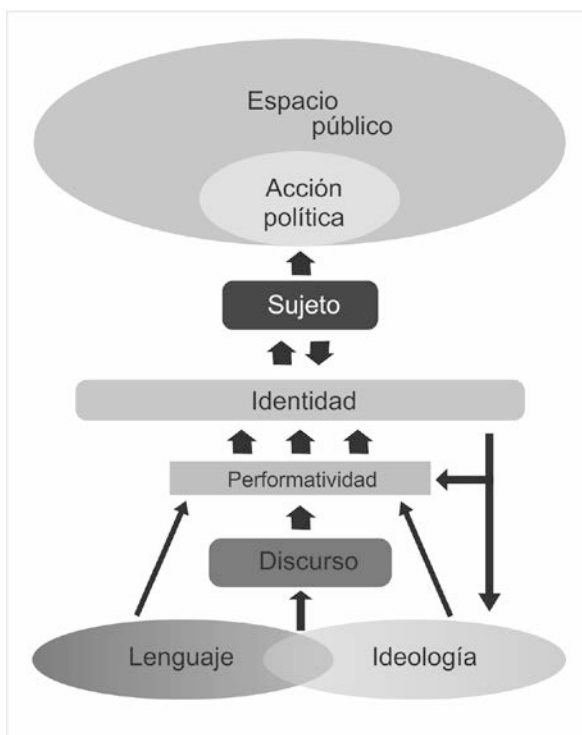 Espacio
público
Acción
política
Sujeto
Identidad
Performatividad
Discurso
Lenguaje
Ideología